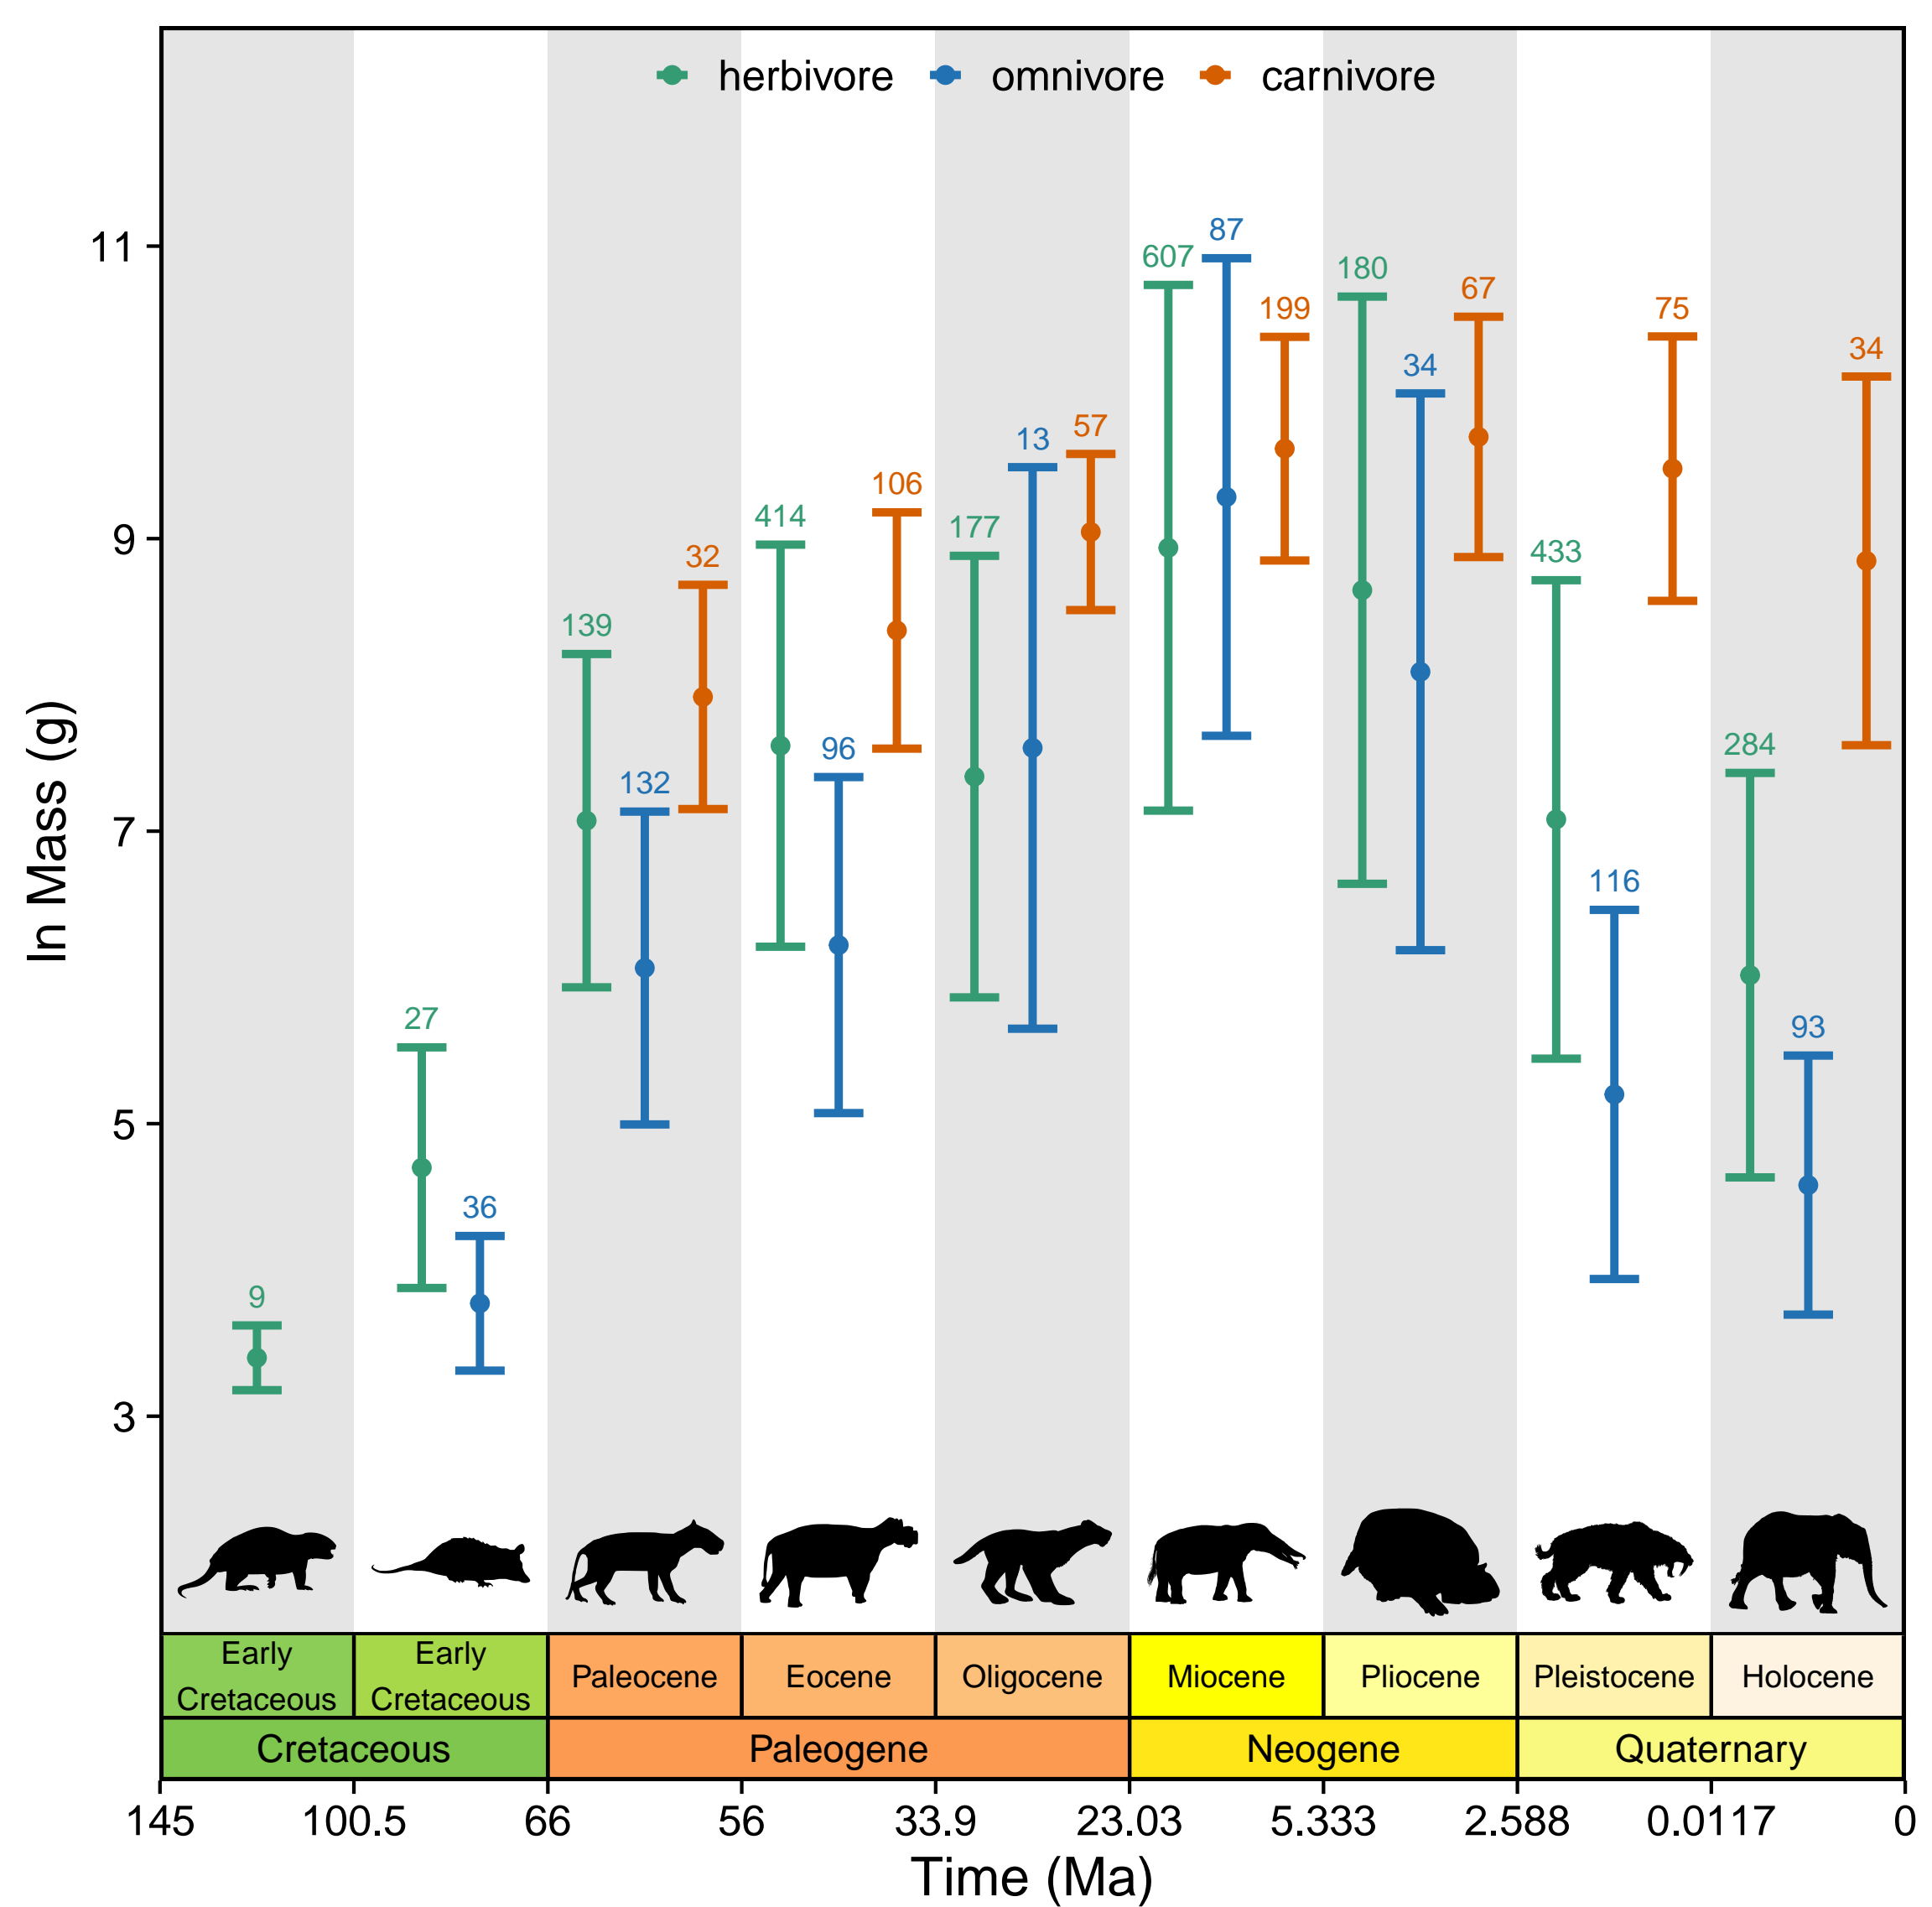 herbivore omnivore carnivore
ln Mass (g)
11
9
7
5
3
9
27
36
139
132
32
414
96
106
177
13
57
607
87
199
180
34
67
433
116
75
284
93
34
Early
Cretaceous
Early
Cretaceous
Paleocene
Eocene
Oligocene
Miocene
Pliocene
Pleistocene
Holocene
Cretaceous
Paleogene
Neogene
Quaternary
145 100.5 66 56 33.9 23.03 5.333 2.588 0.0117 0
Time (Ma)